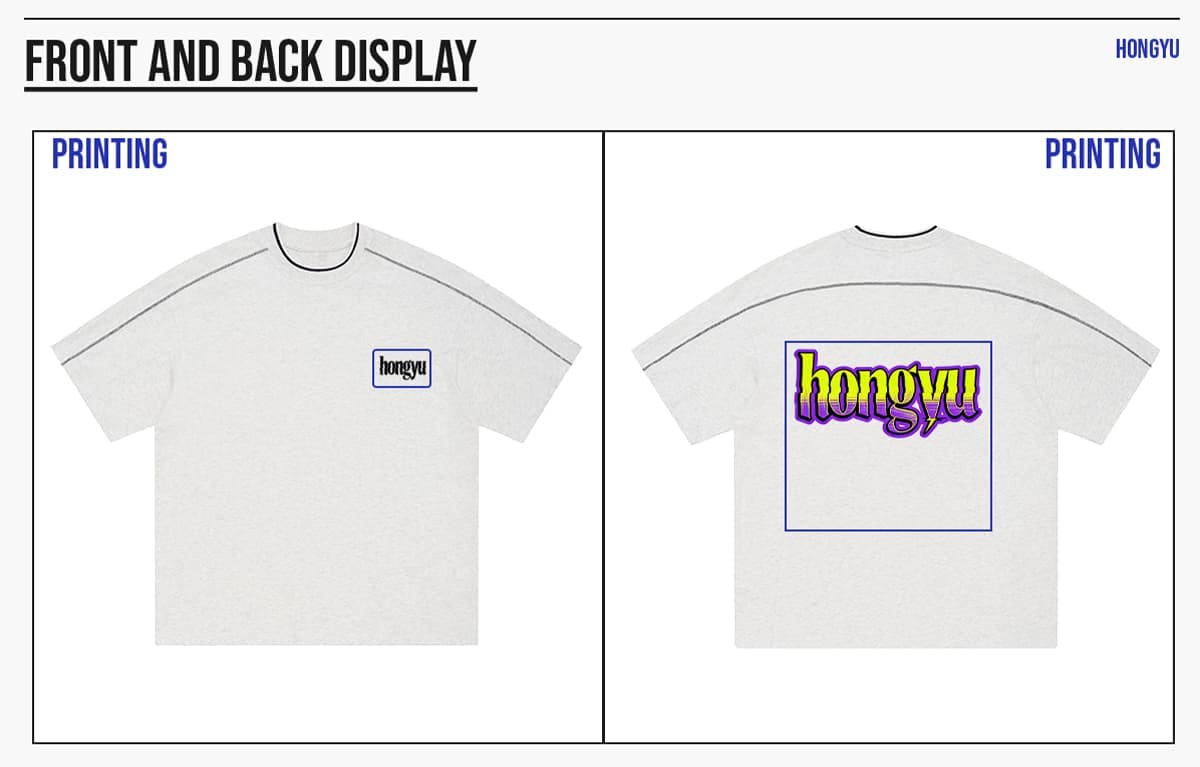 FRONT AND BACK DISPLAY
HONGYU
PRINTING
PRINTING
hongyu
hongyu